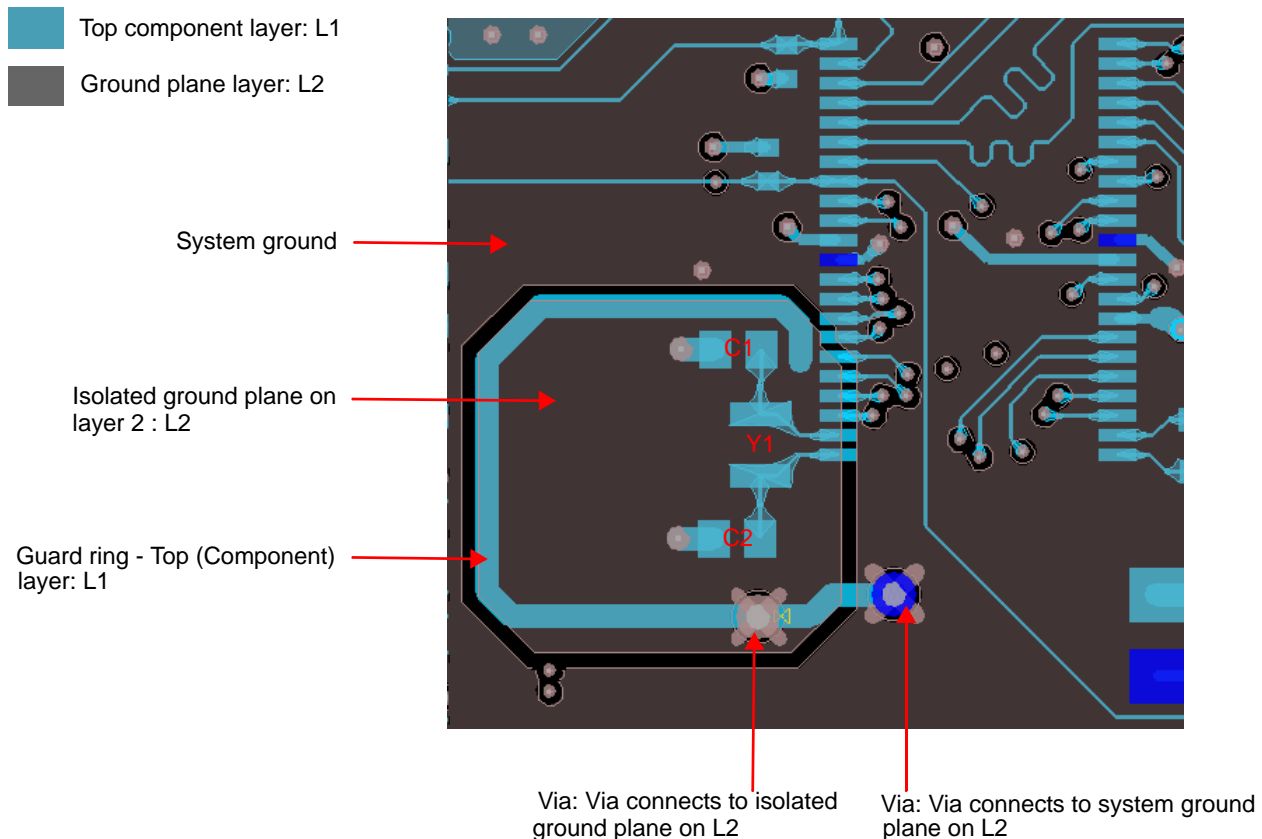 Top component layer: L1
Ground plane layer: L2
System ground
C1
Isolated ground plane on
layer 2 : L2
Y1
C2
Guard ring - Top (Component)
layer: L1
Via: Via connects to isolated
ground plane on L2
Via: Via connects to system ground
plane on L2